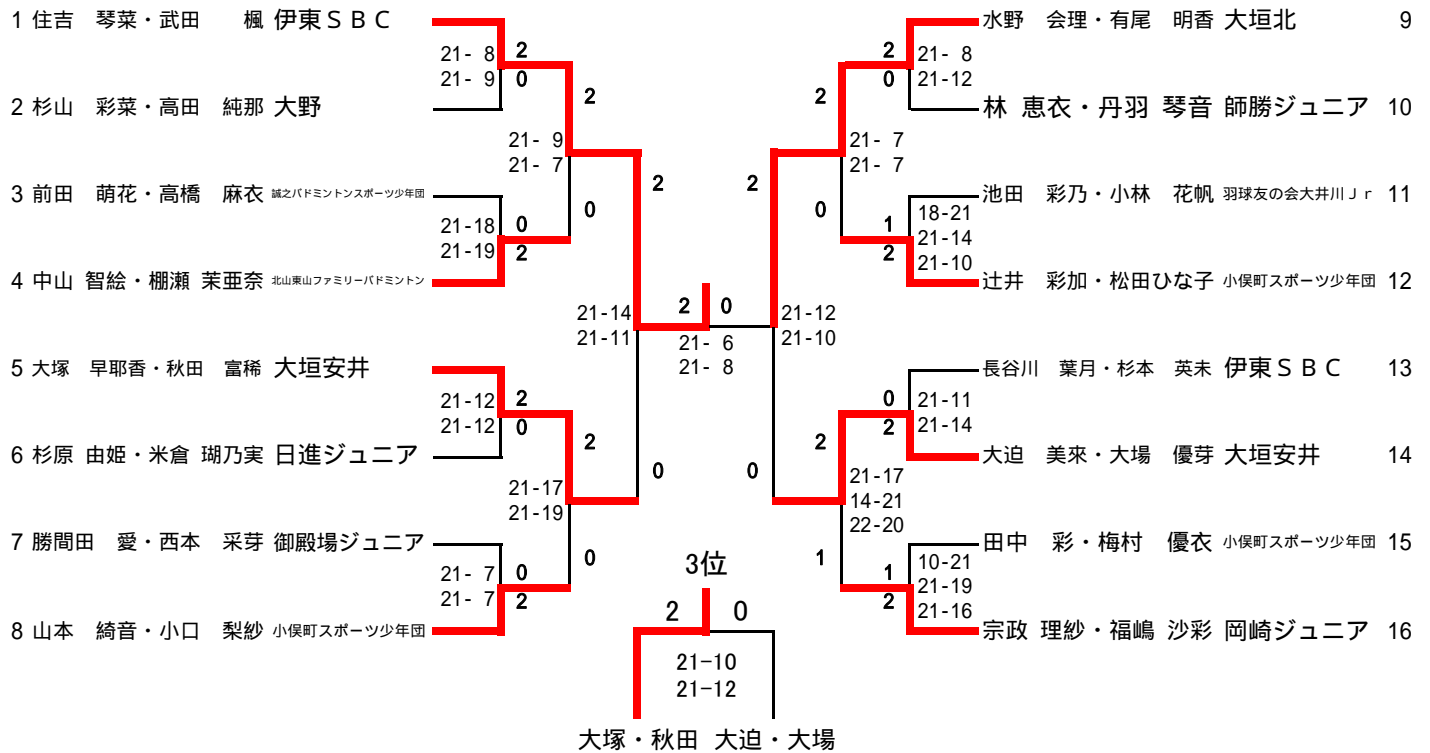 1 住吉　琴菜・武田　　楓 伊東ＳＢＣ
21- 8 2
21- 9 0
2 杉山　彩菜・高田　純那 大野
2
21- 9
21- 7
0
3 前田　萌花・高橋　麻衣 誠之バドミントンスポーツ少年団
21-18 0
21-19 2
4 中山 智絵・棚瀬 茉亜奈 北山東山ファミリーバドミントン
2
21-14
21-11
0
5 大塚　早耶香・秋田　富稀 大垣安井
21-12 2
21-12 0
6 杉原 由姫・米倉 瑚乃実 日進ジュニア
2
21-17
21-19
0
7 勝間田　愛・西本　采芽 御殿場ジュニア
21- 7 0
21- 7 2
8 山本　綺音・小口　梨紗 小俣町スポーツ少年団
2 0
21- 6
21- 8
水野　会理・有尾　明香 大垣北 9
2 21- 8
0 21-12
林 恵衣・丹羽 琴音 師勝ジュニア 10
2
21- 7
21- 7
0
池田　彩乃・小林　花帆 羽球友の会大井川Ｊｒ 11
1 18-21
21-14
2 21-10
辻井　彩加・松田ひな子 小俣町スポーツ少年団 12
2
21-12
21-10
0
長谷川　葉月・杉本　英未 伊東ＳＢＣ 13
0 21-11
2 21-14
大迫　美來・大場　優芽 大垣安井 14
2
21-17
14-21
22-20
1
田中　彩・梅村　優衣 小俣町スポーツ少年団 15
1 10-21
21-19
2 21-16
宗政 理紗・福嶋 沙彩 岡崎ジュニア 16
3位
2 0
21-10
21-12
大塚・秋田 大迫・大場